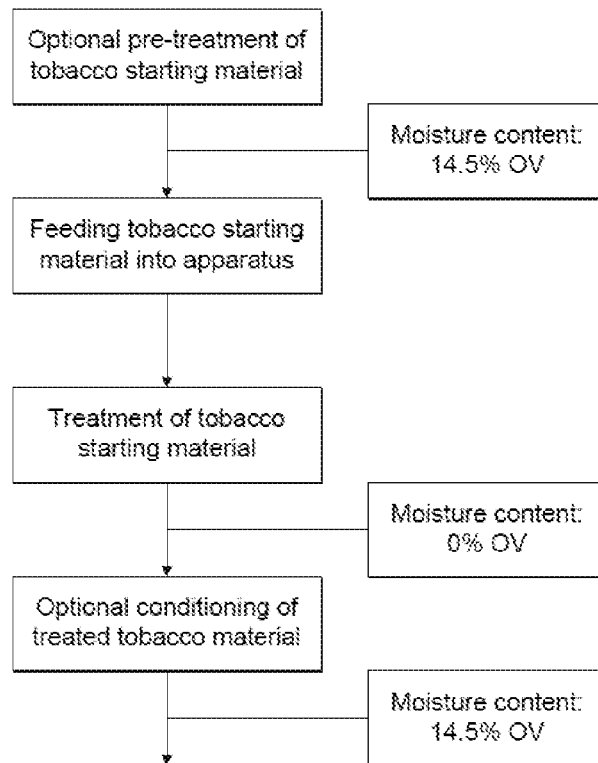 Optional pre-treatment of
tobacco starting material
Moisture content:
14.5% OV
Feeding tobacco starting
material into apparatus
Treatment of tobacco
starting material
Moisture content:
0% OV
Optional conditioning of
treated tobacco material
Moisture content:
14.5% OV